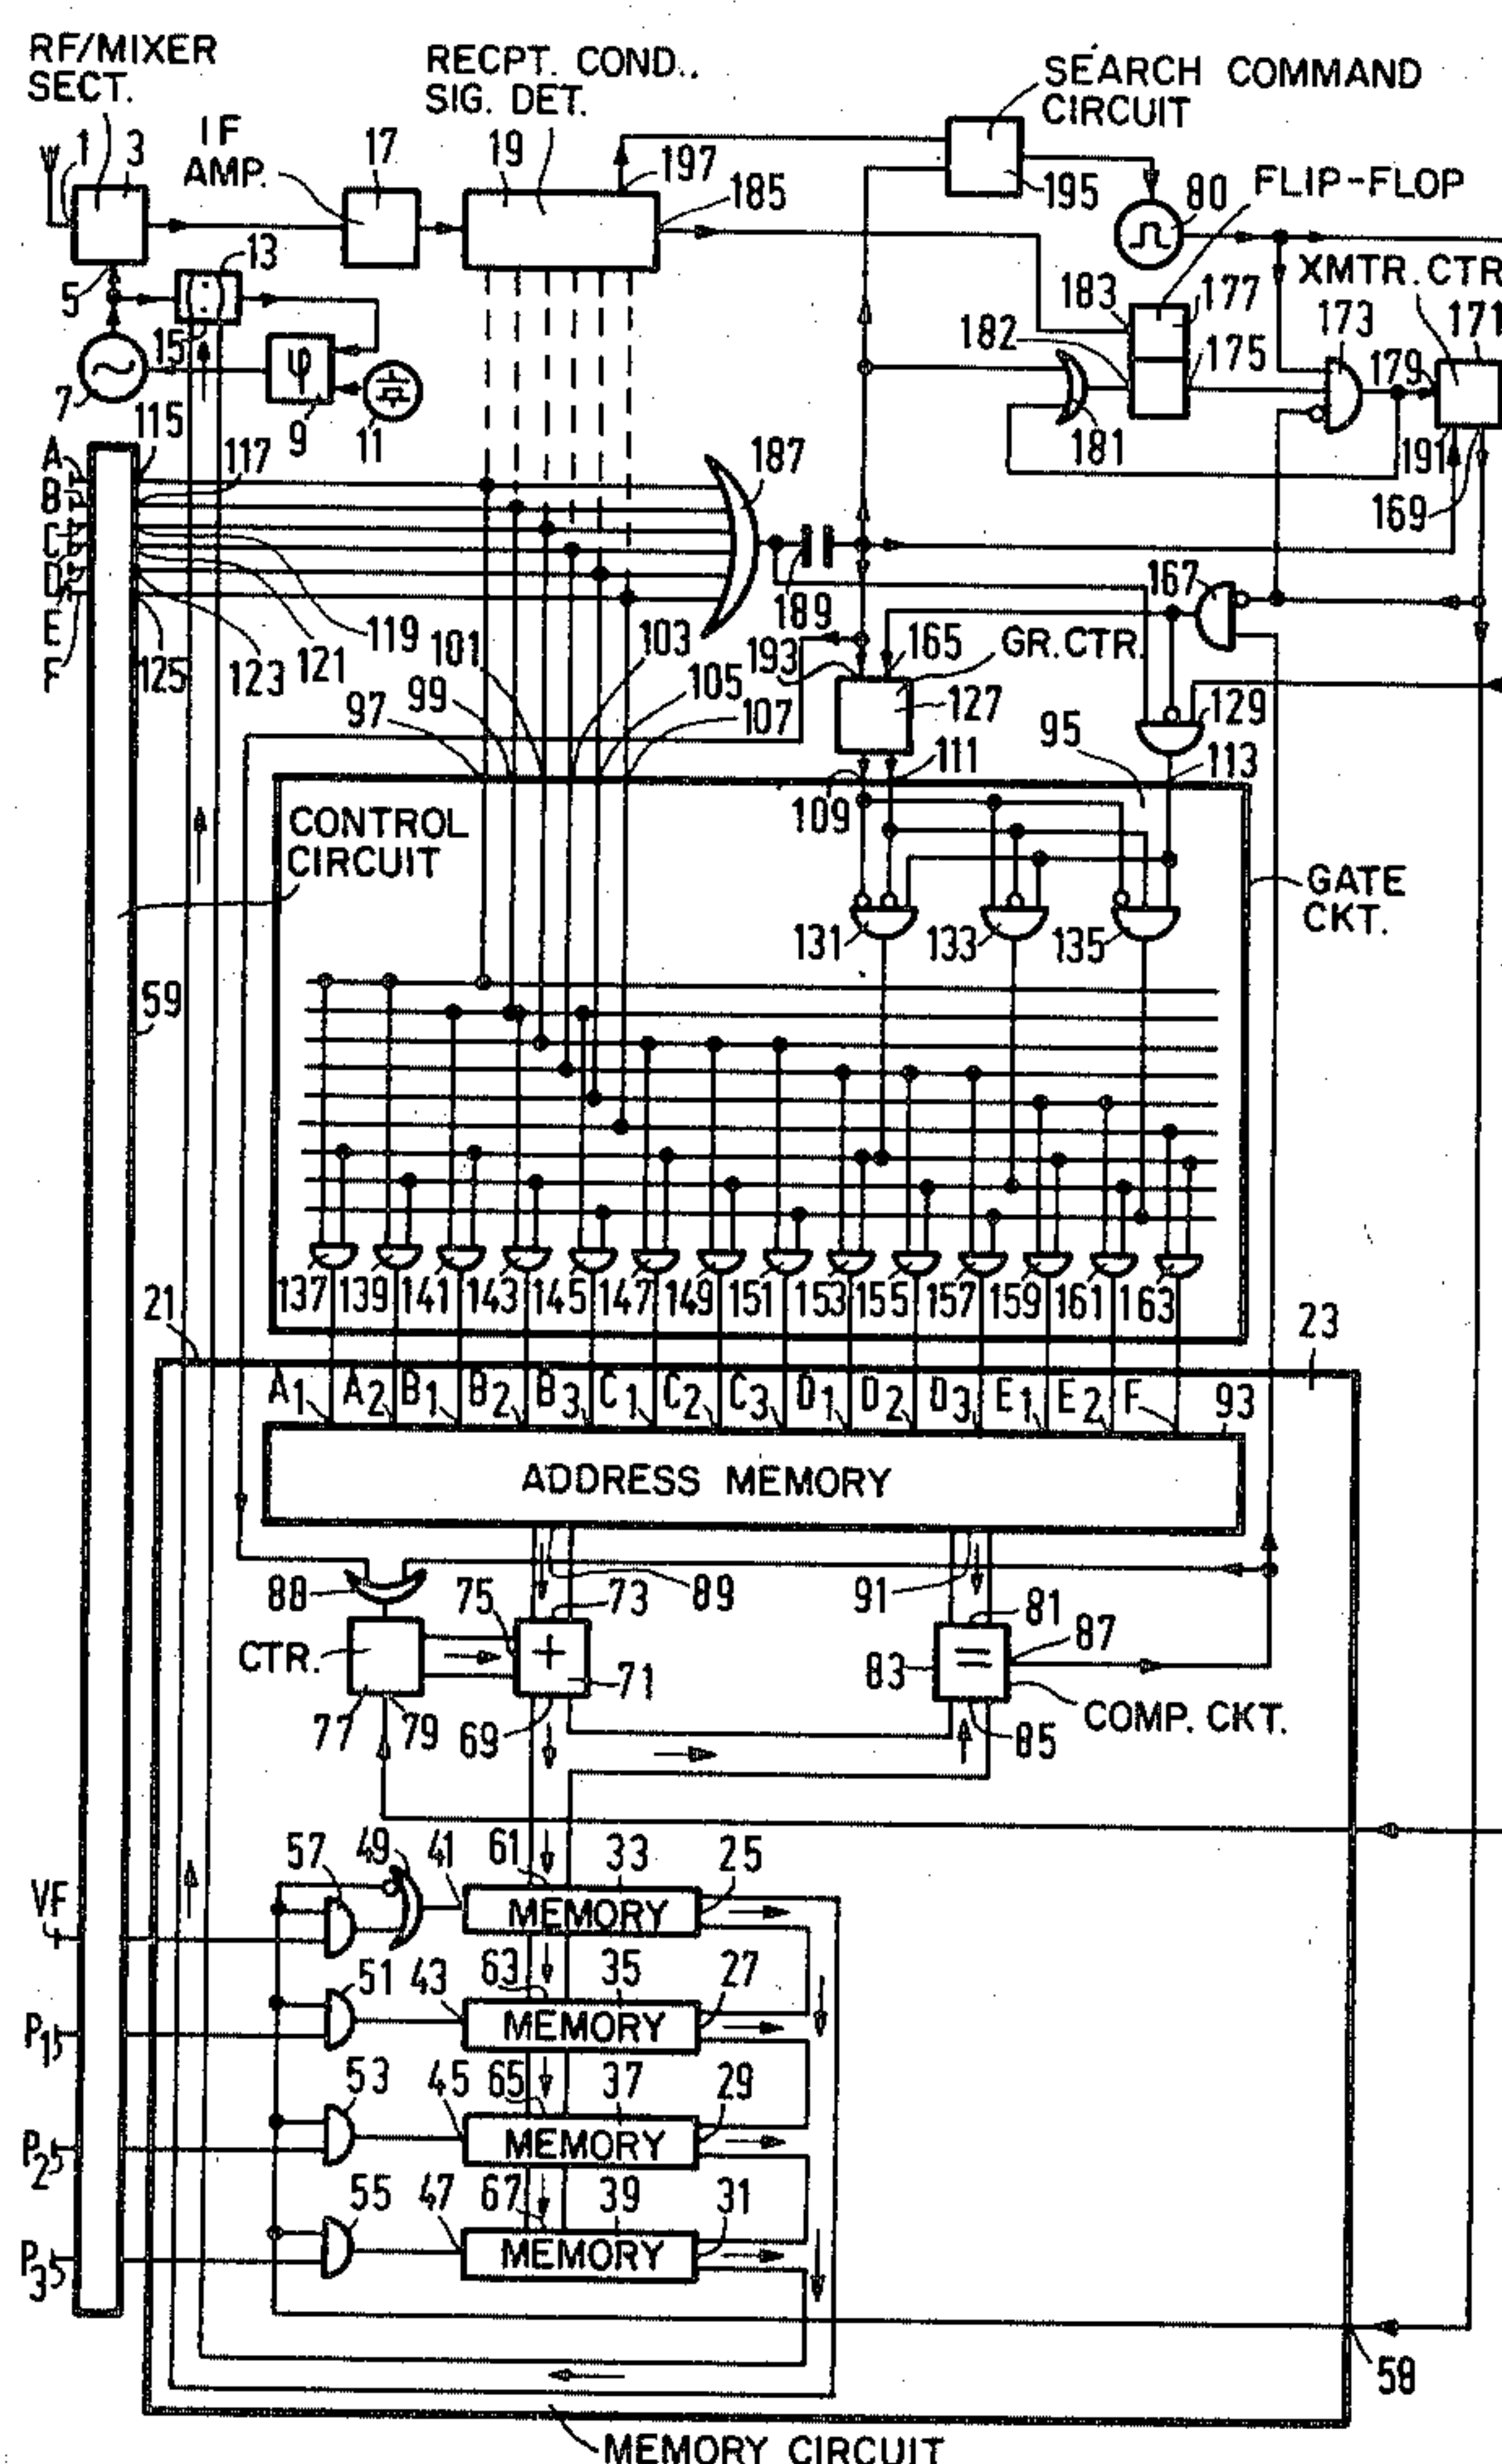 RF/MIXER
SECT.
RECPT. COND..
SIG. DET.
SEARCH COMMAND
CIRCUIT
IF
AMP.
1
3
17
19
197
185
195
80
FLIP-FLOP
5
13
15
7
9
φ
11
XMTR. CTR
183
177
182
175
173
179
171
181
191
169
A
B
C
D
E
F
115
117
119
121
123
125
187
189
167
193
165
GR. CTR.
127
129
97
99
101
103
105
107
109
111
95
113
CONTROL
CIRCUIT
GATE
CKT.
131
133
135
59
137
139
141
143
145
147
149
151
153
155
157
159
161
163
21
23
A1
A2
B1
B2
B3
C1
C2
C3
D1
D2
D3
E1
E2
F
93
ADDRESS MEMORY
88
75
73
89
91
81
87
CTR.
+
71
83
=
COMP. CKT.
77
79
69
85
57
49
41
61
33
25
VF
MEMORY
51
43
63
35
27
P1
MEMORY
53
45
65
37
29
P2
MEMORY
55
47
67
39
31
P3
MEMORY
58
MEMORY CIRCUIT